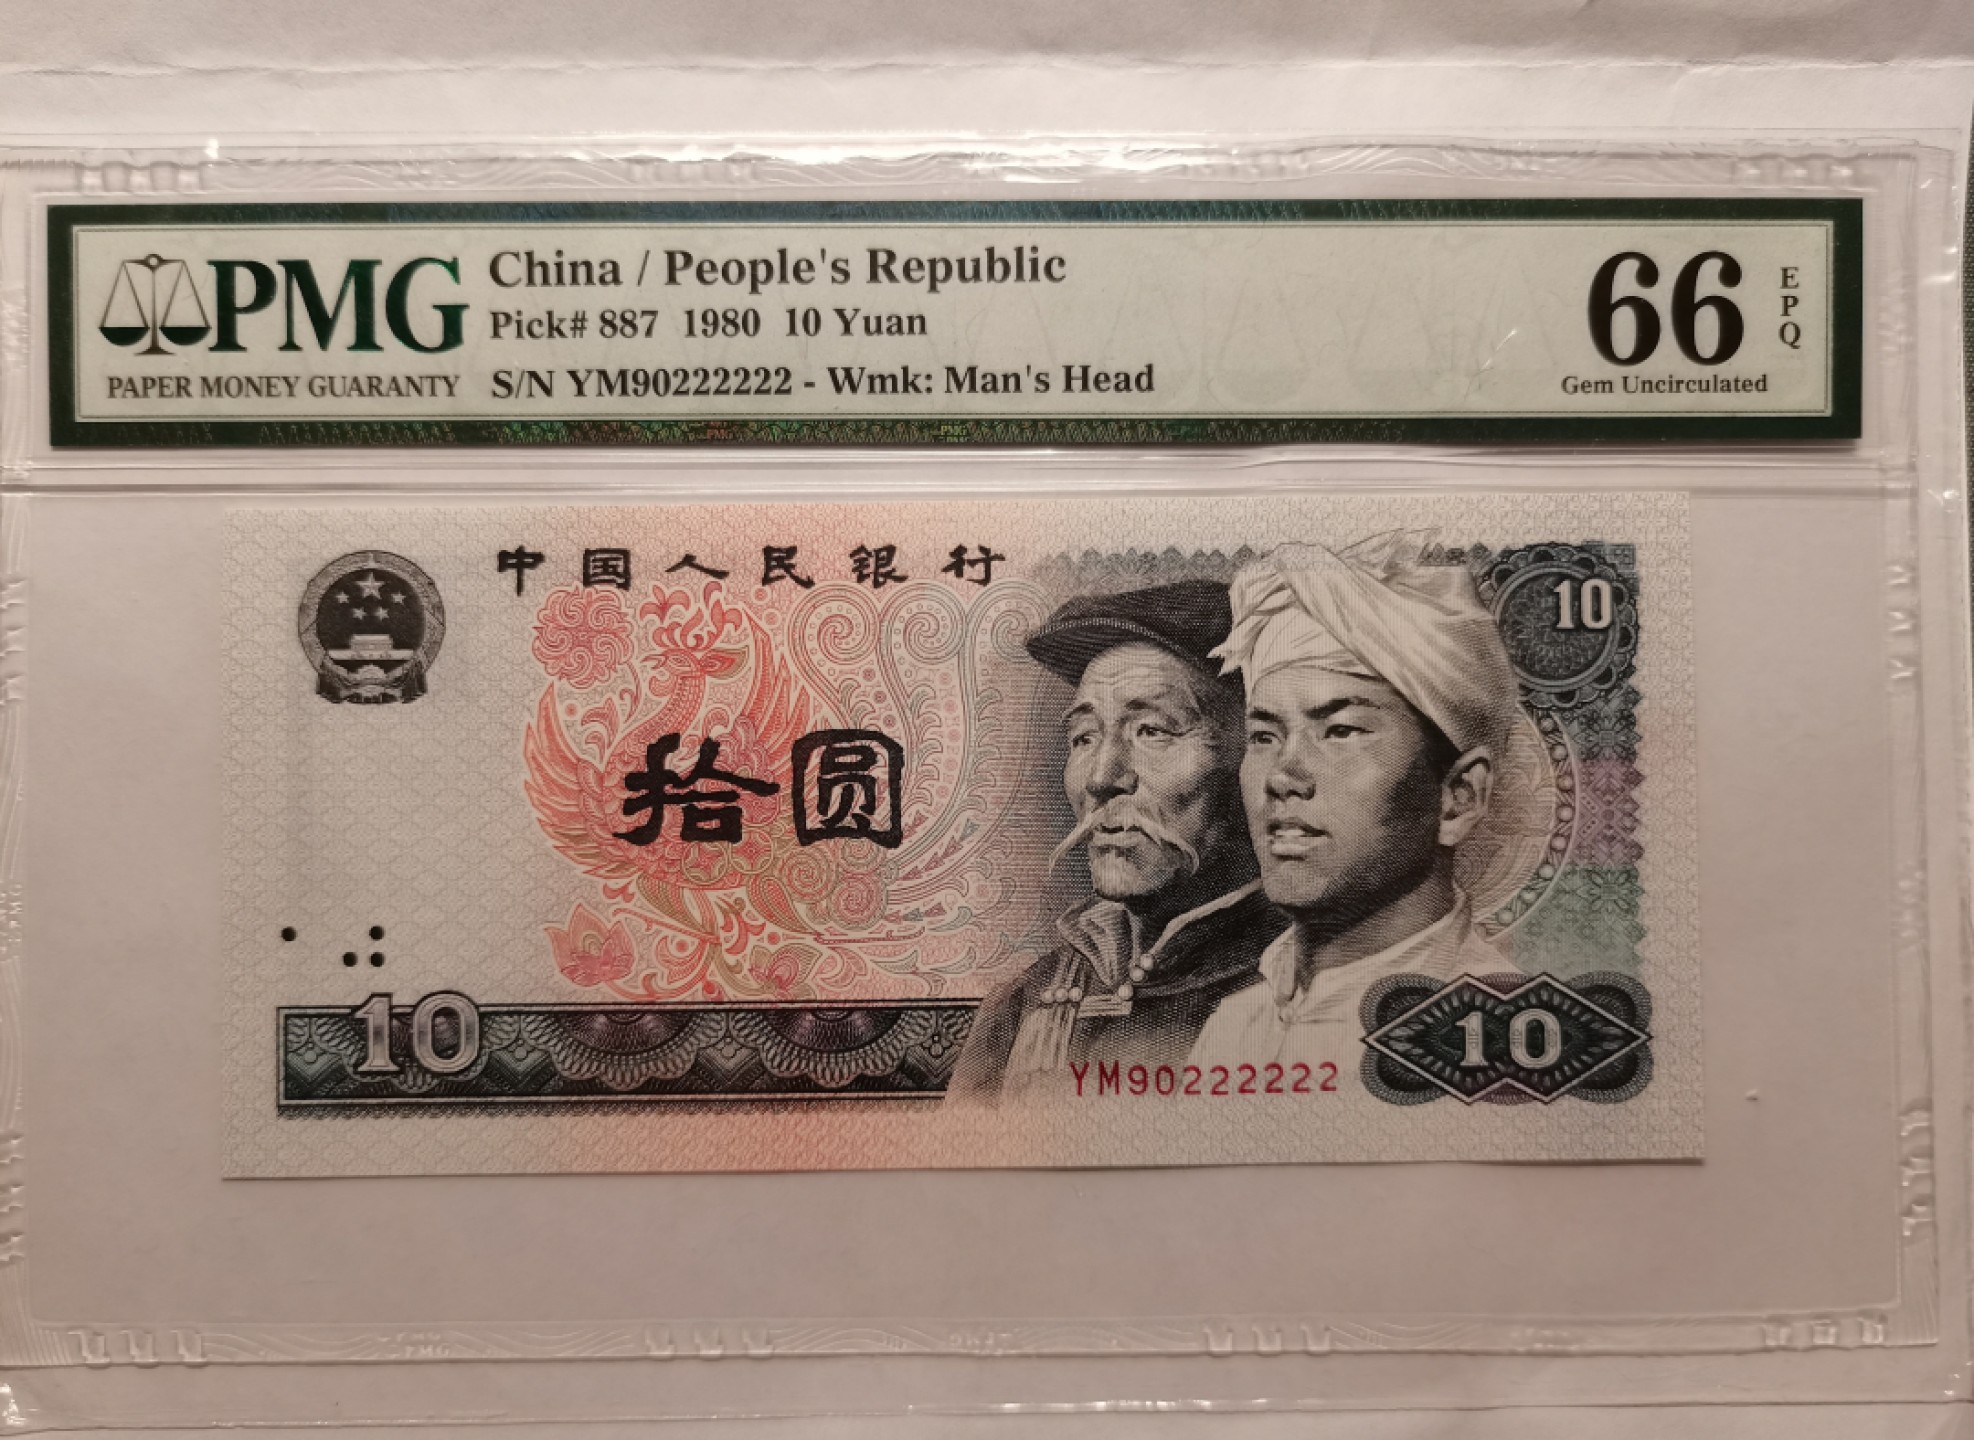 PMG
PAPER MONEY GUARANTY
China / People's Republic
Pick# 887 1980 10 Yuan
S/N YM90222222 - Wmk: Man's Head
66
EPQ
Gem Uncirculated
中国人民银行
10
拾圆
10
YM90222222
10